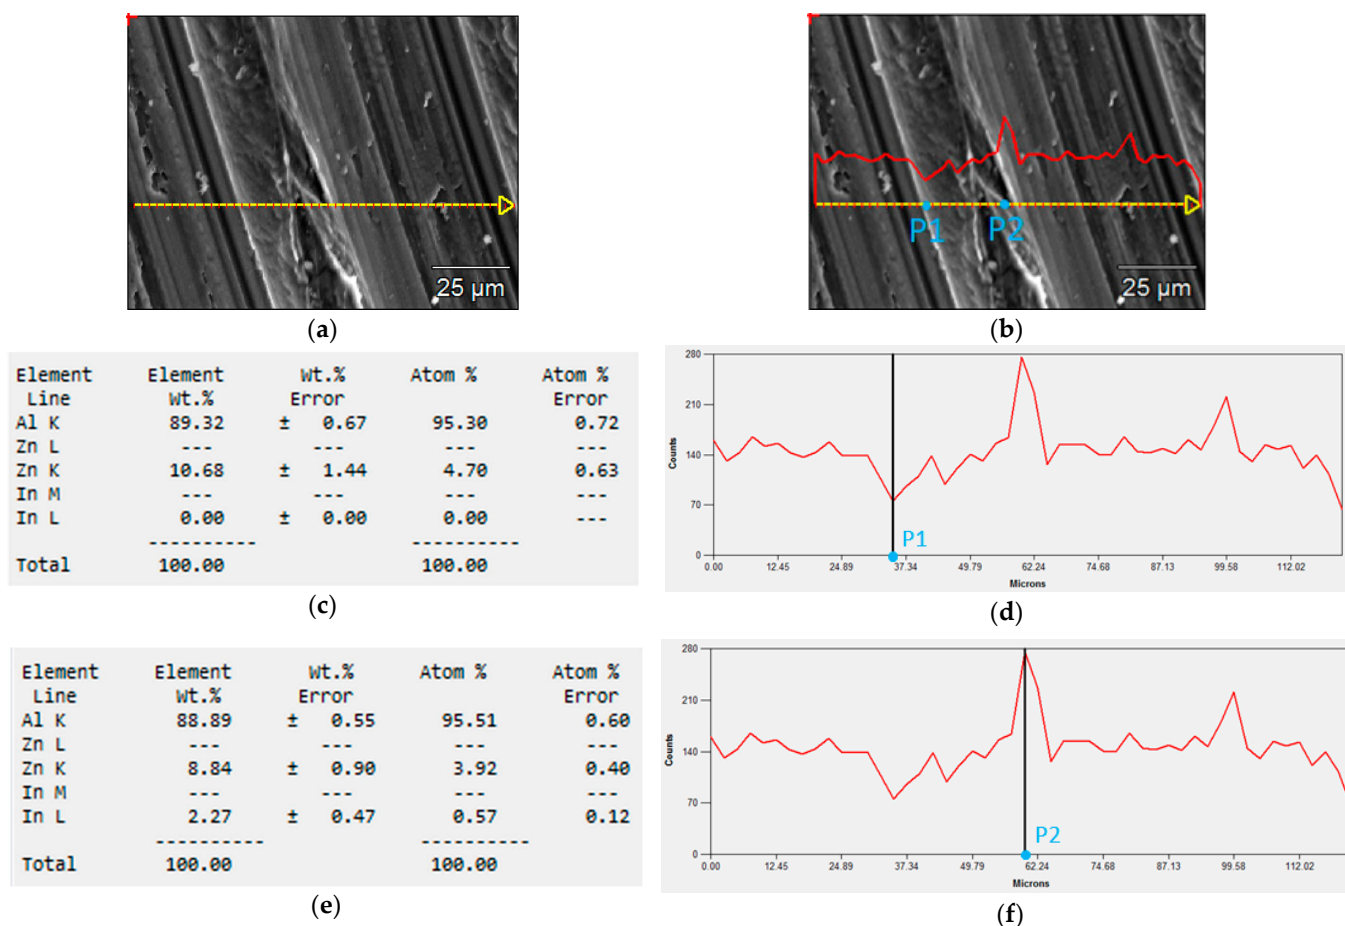 25 µm
(a)
P1 P2
25 µm
(b)
Element Element Wt.% Atom % Atom %
Line Wt.% Error Error
Al K 89.32 ± 0.67 95.30 0.72
Zn L --- --- --- ---
Zn K 10.68 ± 1.44 4.70 0.63
In M --- --- --- ---
In L 0.00 ± 0.00 0.00 ---
---------- ----------
Total 100.00 100.00
(c)
280
210
140
70
0
Counts
P1
0.00 12.45 24.89 37.34 49.79 62.24 74.68 87.13 99.58 112.02
Microns
(d)
Element Element Wt.% Atom % Atom %
Line Wt.% Error Error
Al K 88.89 ± 0.55 95.51 0.60
Zn L --- --- --- ---
Zn K 8.84 ± 0.90 3.92 0.40
In M --- --- --- ---
In L 2.27 ± 0.47 0.57 0.12
---------- ----------
Total 100.00 100.00
(e)
280
210
140
70
0
Counts
P2
0.00 12.45 24.89 37.34 49.79 62.24 74.68 87.13 99.58 112.02
Microns
(f)